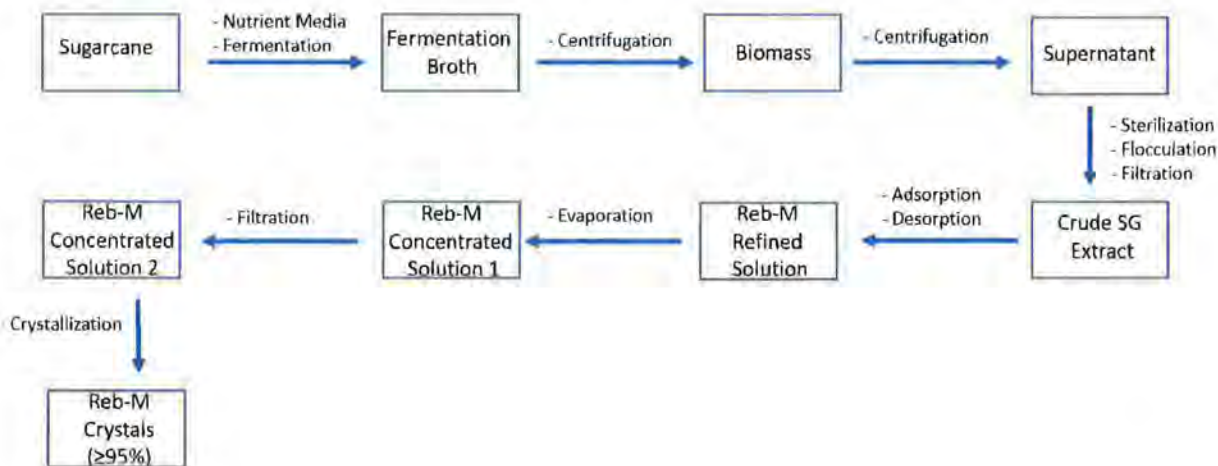 Sugarcane
- Nutrient Media
- Fermentation
Fermentation
Broth
- Centrifugation
Biomass
- Centrifugation
Supernatant
- Sterilization
- Flocculation
- Filtration
Crude SG
Extract
- Adsorption
- Desorption
Reb-M
Refined
Solution
- Evaporation
Reb-M
Concentrated
Solution 1
- Filtration
Reb-M
Concentrated
Solution 2
Crystallization
Reb-M
Crystals
(≥95%)